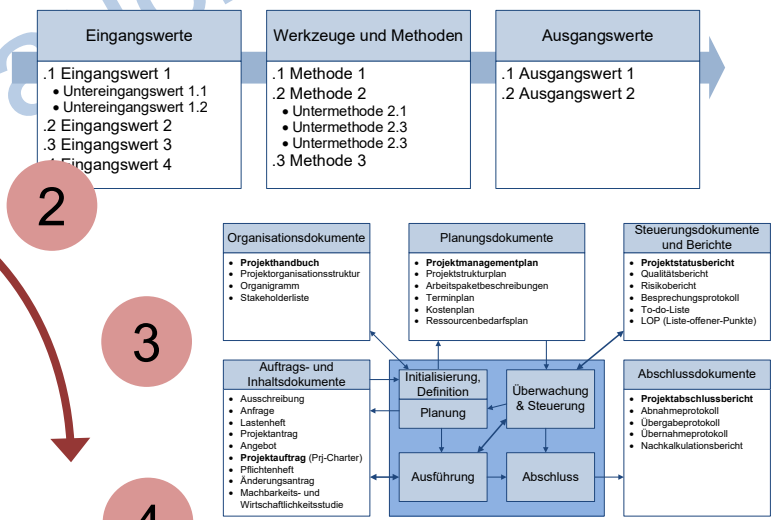 Eingangswerte
.1 Eingangswert 1
• Untereingangswert 1.1
• Untereingangswert 1.2
.2 Eingangswert 2
.3 Eingangswert 3
Eingangswert 4
Werkzeuge und Methoden
.1 Methode 1
.2 Methode 2
• Untermethode 2.1
• Untermethode 2.3
• Untermethode 2.3
.3 Methode 3
Ausgangswerte
.1 Ausgangswert 1
.2 Ausgangswert 2
2
Organisationsdokumente
• Projekthandbuch
• Projektorganisationsstruktur
• Organigramm
• Stakeholderliste
Planungsdokumente
• Projektmanagementplan
• Projektstrukturplan
• Arbeitspaketbeschreibungen
• Terminplan
• Kostenplan
• Ressourcenbedarfsplan
Steuerungsdokumente
und Berichte
• Projektstatusbericht
• Qualitätsbericht
• Risikobericht
• Besprechungsprotokoll
• To-do-Liste
• LOP (Liste-offener-Punkte)
3
Auftrags- und
Inhaltsdokumente
• Ausschreibung
• Anfrage
• Lastenheft
• Projektantrag
• Angebot
• Projektauftrag (Prj-Charter)
• Pflichtenheft
• Änderungsantrag
• Machbarkeits- und
Wirtschaftlichkeitsstudie
Initialisierung,
Definition
Planung
Überwachung
& Steuerung
Ausführung
Abschluss
Abschlussdokumente
• Projektabschlussbericht
• Abnahmeprotokoll
• Übergabeprotokoll
• Übernahmeprotokoll
• Nachkalkulationsbericht
4